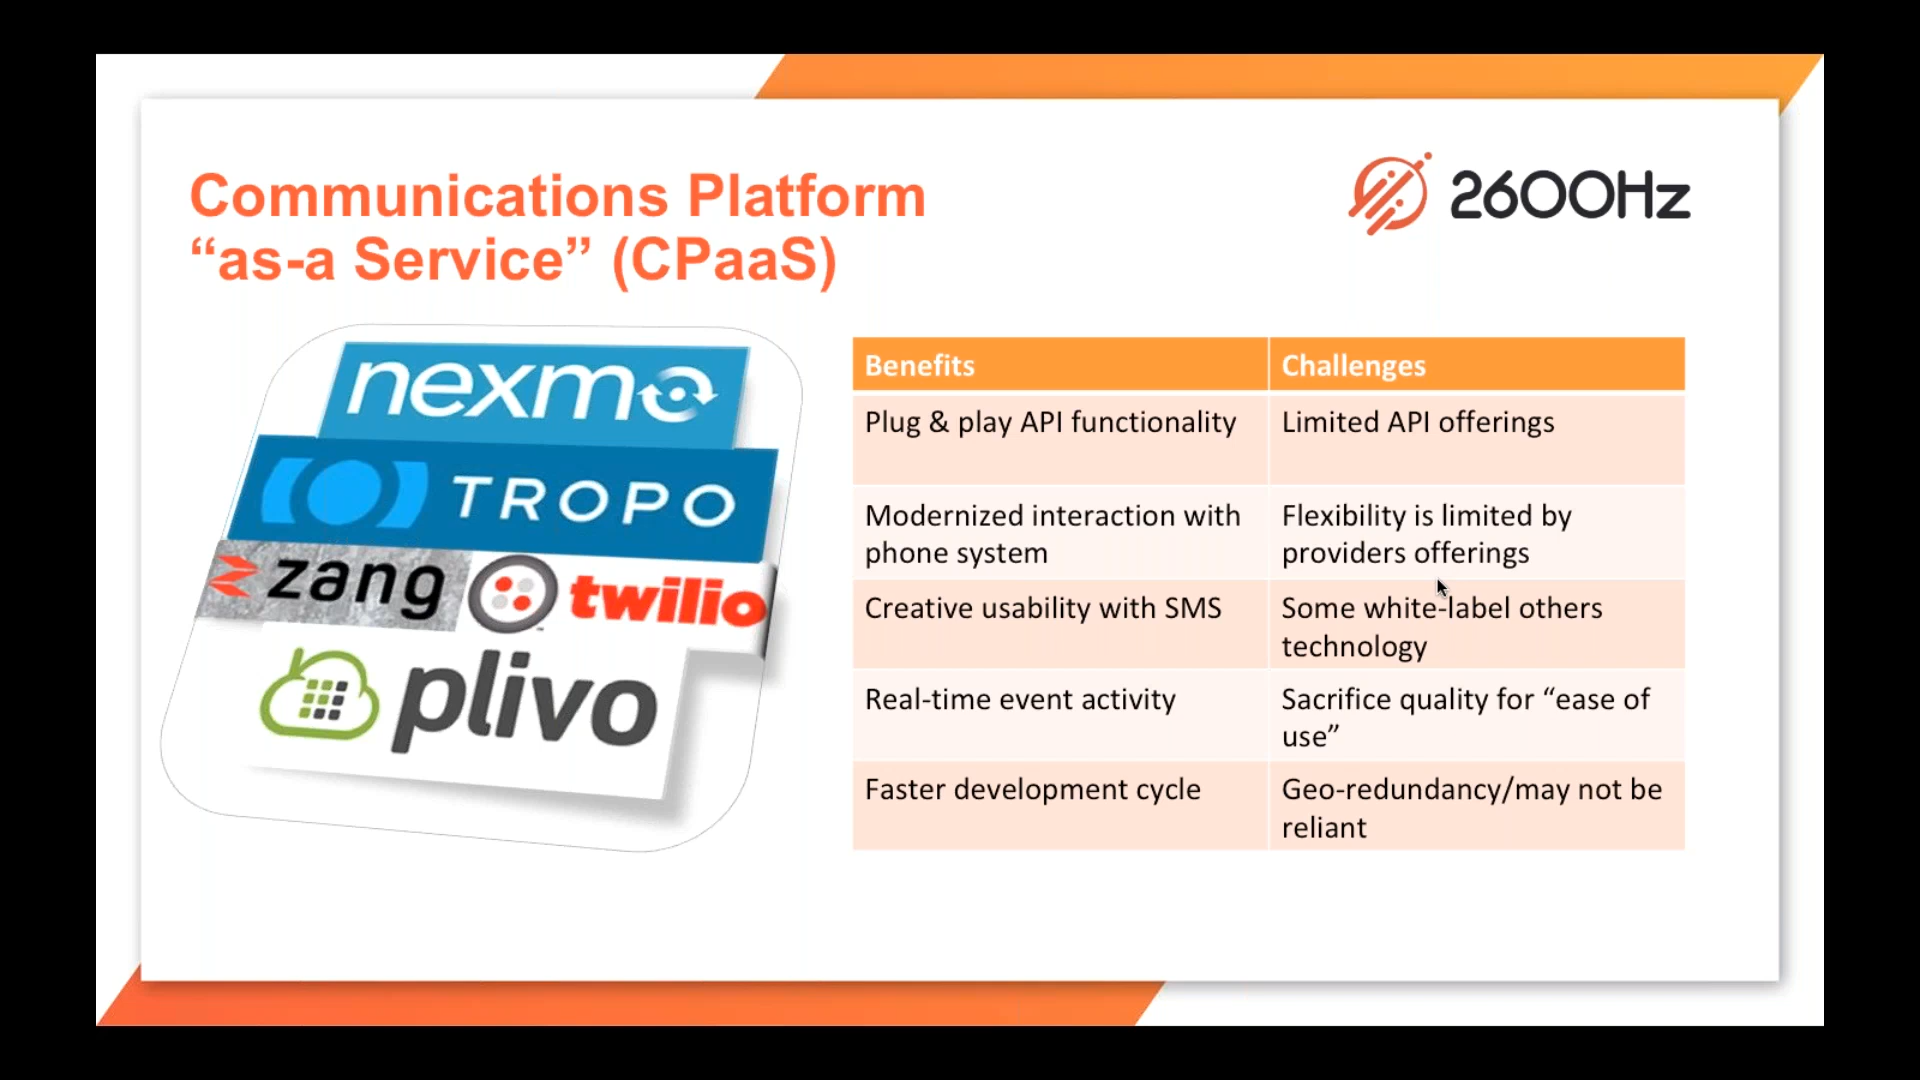 Communications Platform
“as-a Service” (CPaaS)
2600Hz
nexmo
TROPO
zang
twilio
plivo
Benefits Challenges
Plug & play API functionality Limited API offerings
Modernized interaction with Flexibility is limited by
phone system providers offerings
Creative usability with SMS Some white-label others
technology
Real-time event activity Sacrifice quality for “ease of
use”
Faster development cycle Geo-redundancy/may not be
reliant